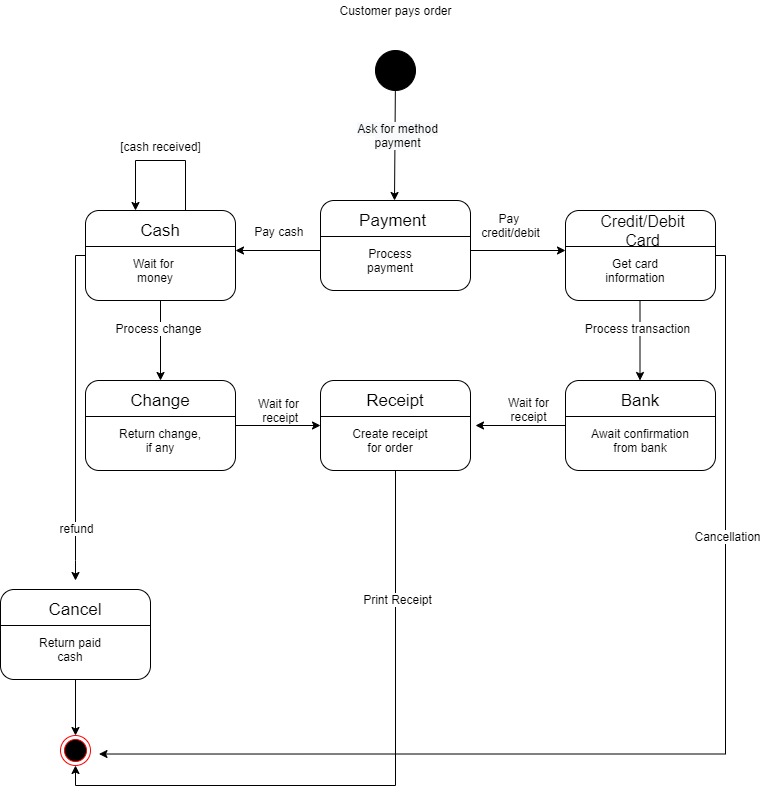 Customer pays order
Ask for method
payment
[cash received]
Cash
Wait for
money
Pay cash
Payment
Process
payment
Pay
credit/debit
Credit/Debit
Card
Get card
information
Process change
Process transaction
Change
Return change,
if any
Wait for
receipt
Receipt
Create receipt
for order
Wait for
receipt
Bank
Await confirmation
from bank
refund
Cancellation
Cancel
Return paid
cash
Print Receipt